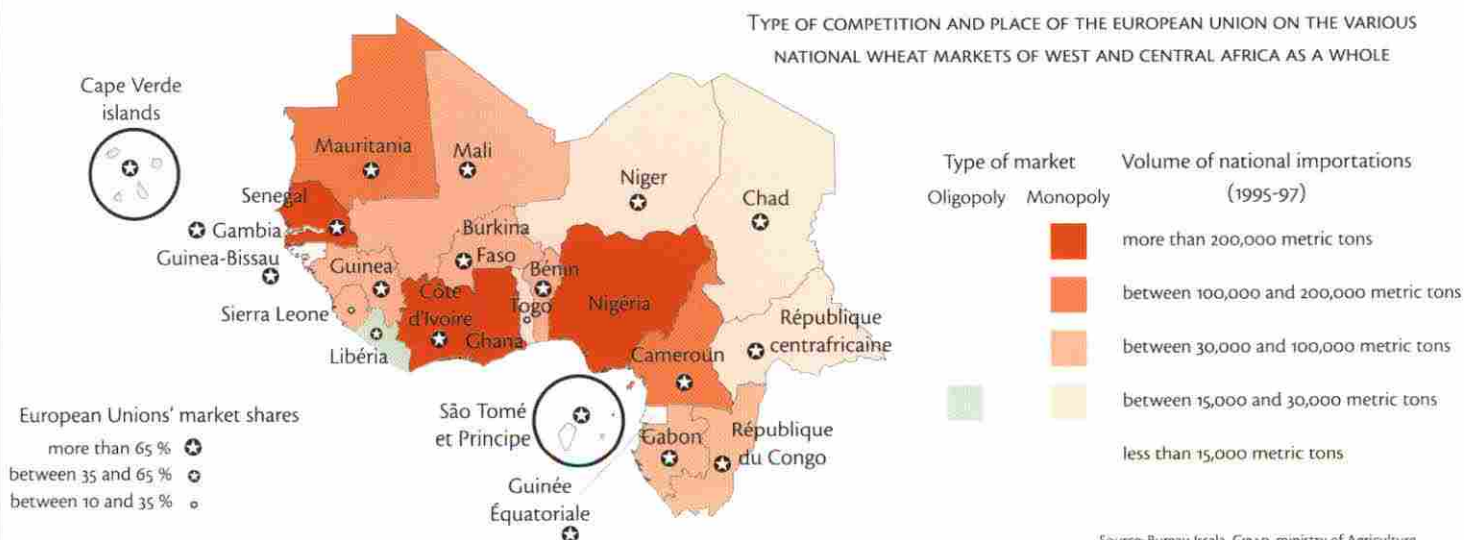 TYPE OF COMPETITION AND PLACE OF THE EUROPEAN UNION ON THE VARIOUS
NATIONAL WHEAT MARKETS OF WEST AND CENTRAL AFRICA AS A WHOLE
Cape Verde
islands
Mauritania
Mali
Niger
Chad
Senegal
Gambia
Guinea-Bissau
Guinea
Burkina
Faso
Bénin
Côte
d'Ivoire
Togo
Nigéria
Ghana
Sierra Leone
Libéria
République
centrafricaine
Cameroun
São Tomé
et Principe
Gabon
République
du Congo
Guinée
Équatoriale
Type of market
Oligopoly Monopoly
Volume of national importations
(1995-97)
more than 200,000 metric tons
between 100,000 and 200,000 metric tons
between 30,000 and 100,000 metric tons
between 15,000 and 30,000 metric tons
less than 15,000 metric tons
European Unions' market shares
more than 65 %
between 35 and 65 %
between 10 and 35 %
ministry of Agriculture